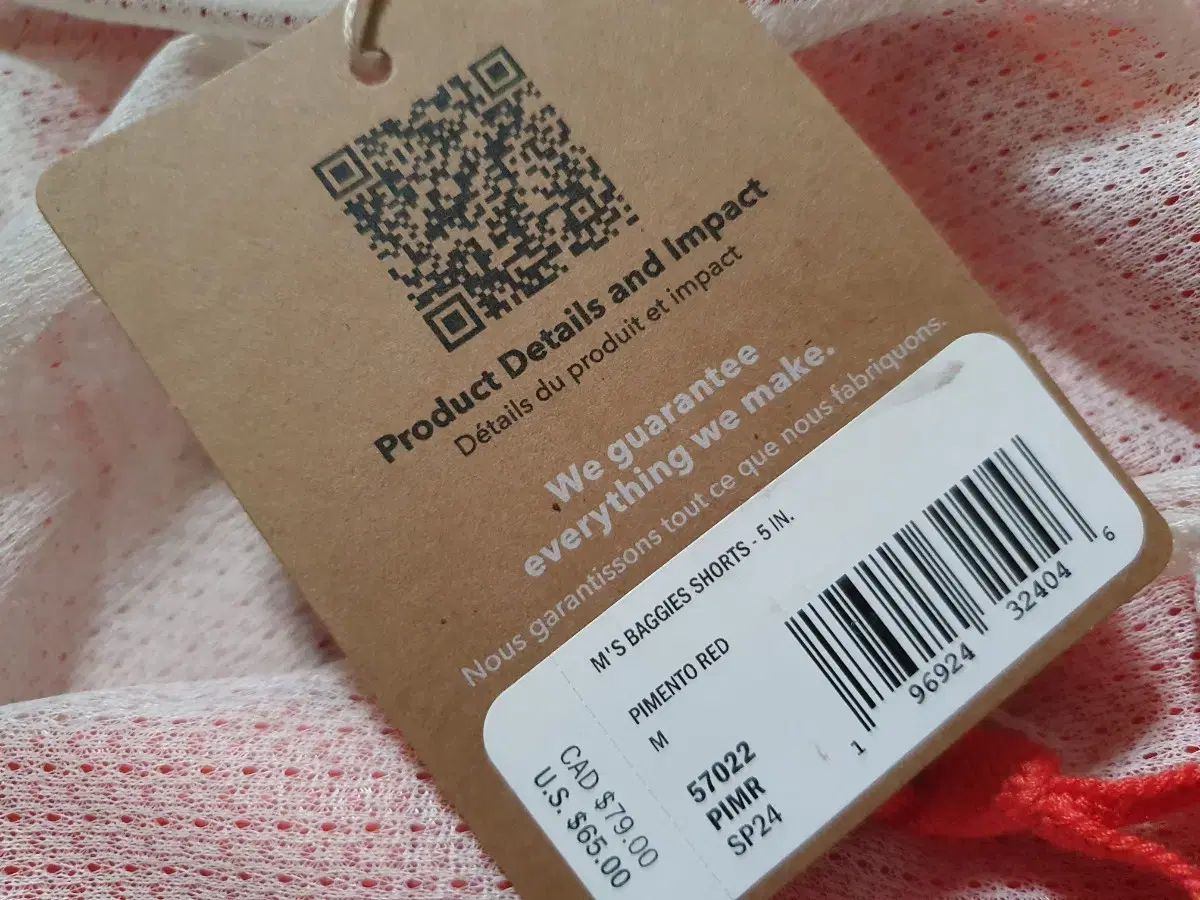 Product Details and Impact
Détails du produit et impact
We guarantee
everything we make.
Nous garantissons tout ce que nous fabriquons.
M'S BAGGIES SHORTS - 5 IN.
PIMENTO RED
M
57022
PIMR
SP24
CAD $79.00
U.S. $65.00
1 96924 32404 6